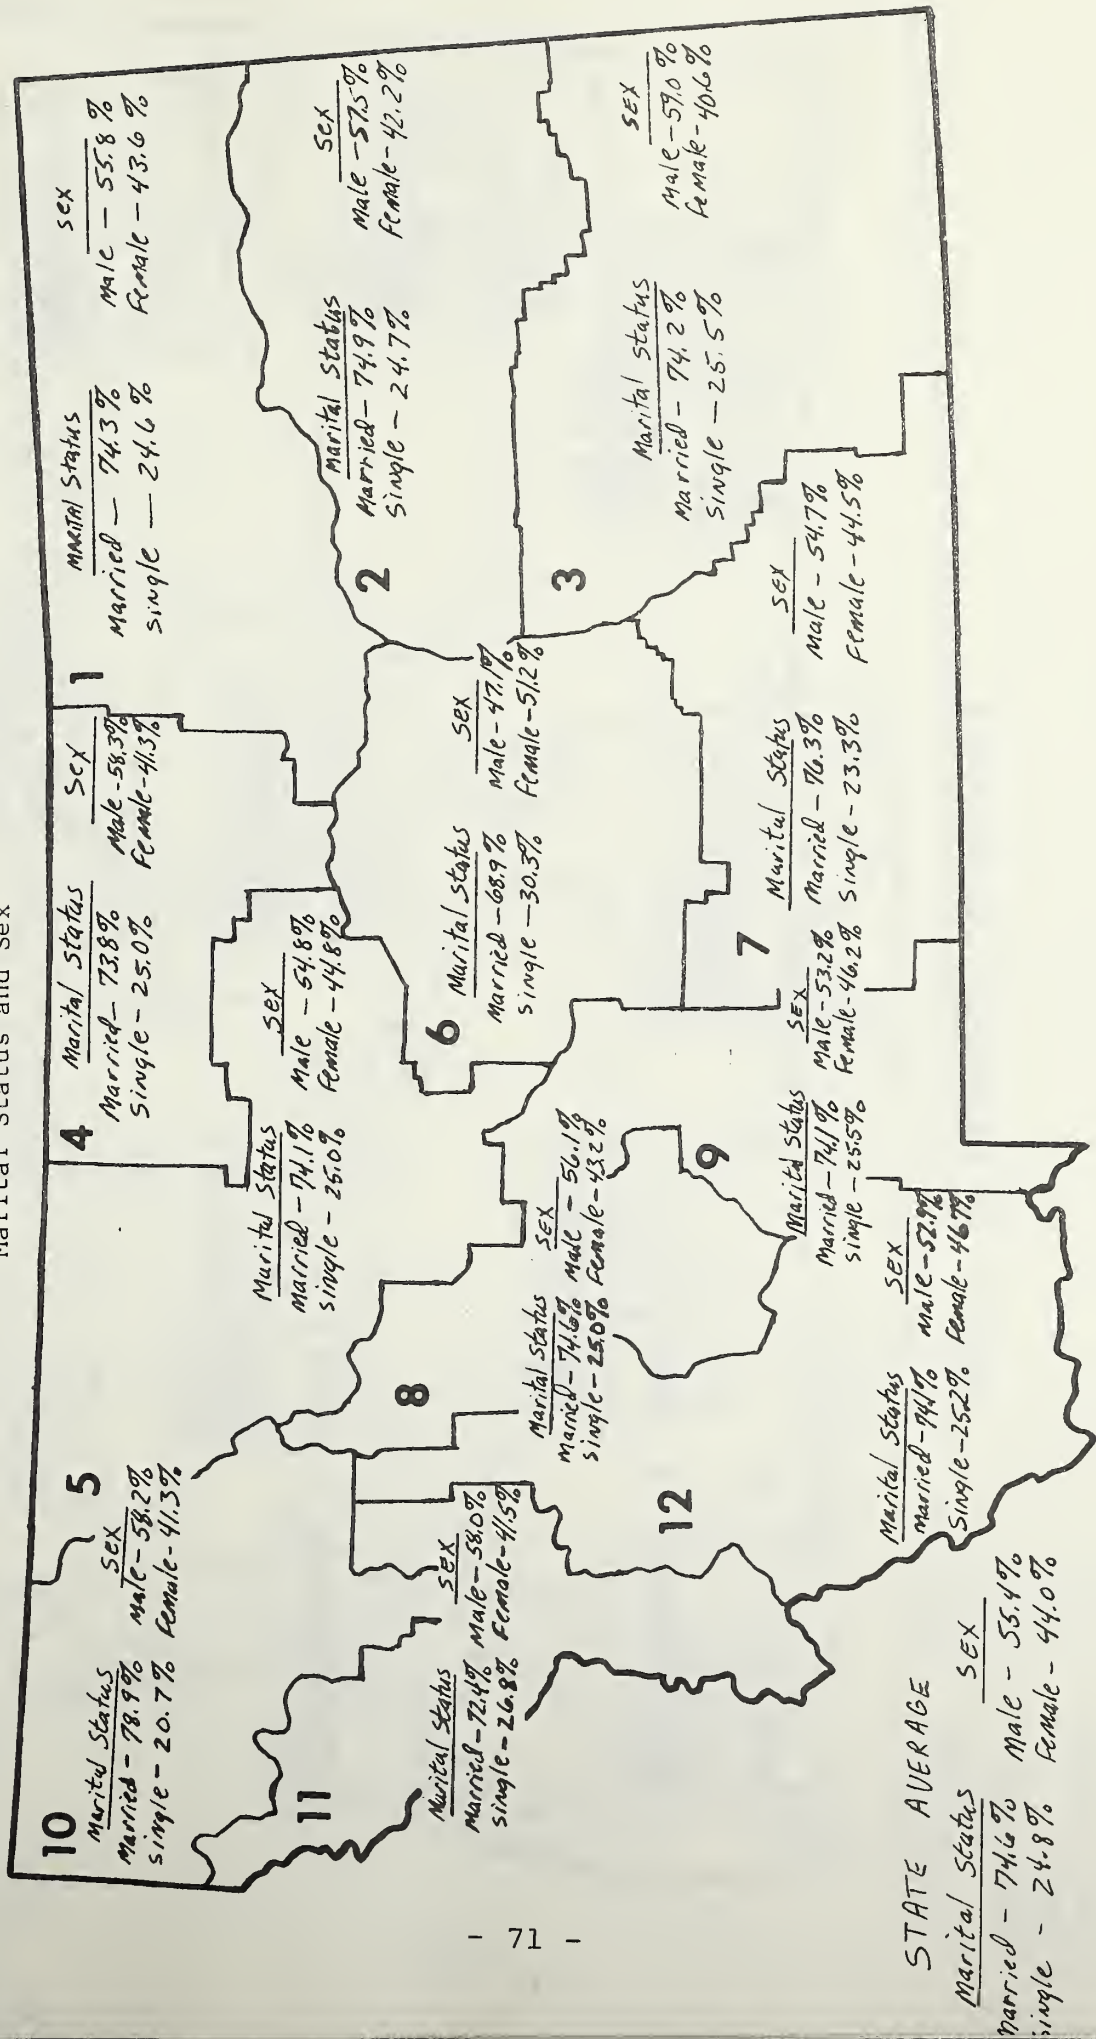 Marital Status and Sex
10
Marital Status
Married - 78.9%
Single - 20.7%
5
Sex
Male - 58.2%
Female - 41.3%
4
Marital Status
Married - 73.8%
Single - 25.0%
Sex
Male - 58.3%
Female - 41.3%
1
MARITAL Status
Married - 74.3%
Single - 24.6%
Sex
Male - 55.8%
Female - 43.6%
Marital Status
Married - 74.1%
Single - 25.0%
Sex
Male - 54.8%
Female - 44.8%
2
Marital Status
Married - 74.9%
Single - 24.7%
Sex
Male - 57.5%
Female - 42.2%
11
Marital Status
Married - 72.4%
Single - 26.8%
Sex
Male - 58.0%
Female - 41.5%
8
Marital Status
Married - 74.6%
Single - 25.0%
Sex
Male - 56.1%
Female - 43.2%
6
Marital Status
Married - 68.9%
Single - 30.3%
Sex
Male - 47.1%
Female - 51.2%
3
Marital Status
Married - 74.2%
Single - 25.5%
Sex
Male - 59.0%
Female - 40.6%
12
Marital Status
Married - 74.1%
Single - 25.2%
Sex
Male - 52.9%
Female - 46.7%
9
Marital Status
Married - 74.1%
Single - 25.5%
Sex
Male - 53.2%
Female - 46.2%
7
Marital Status
Married - 76.3%
Single - 23.3%
Sex
Male - 54.7%
Female - 44.5%
STATE AVERAGE
Marital Status
Married - 74.6%
Single - 24.8%
SEX
Male - 55.4%
Female - 44.0%
- 71 -